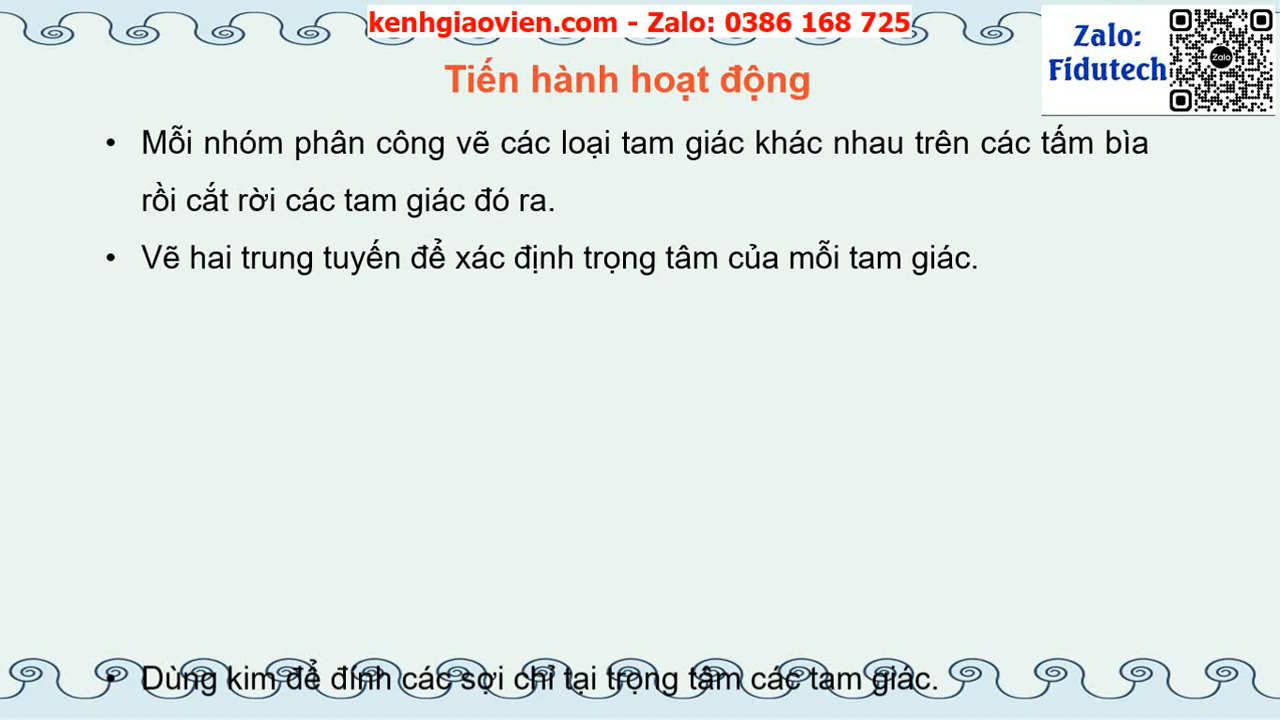 kenhgiaovien.com - Zalo: 0386 168 725
Zalo:
Fidutech
Zalo
Tiến hành hoạt động
• Mỗi nhóm phân công vẽ các loại tam giác khác nhau trên các tấm bìa
rồi cắt rời các tam giác đó ra.
• Vẽ hai trung tuyến để xác định trọng tâm của mỗi tam giác.
• Dùng kim để đính các sợi chỉ tại trọng tâm các tam giác.